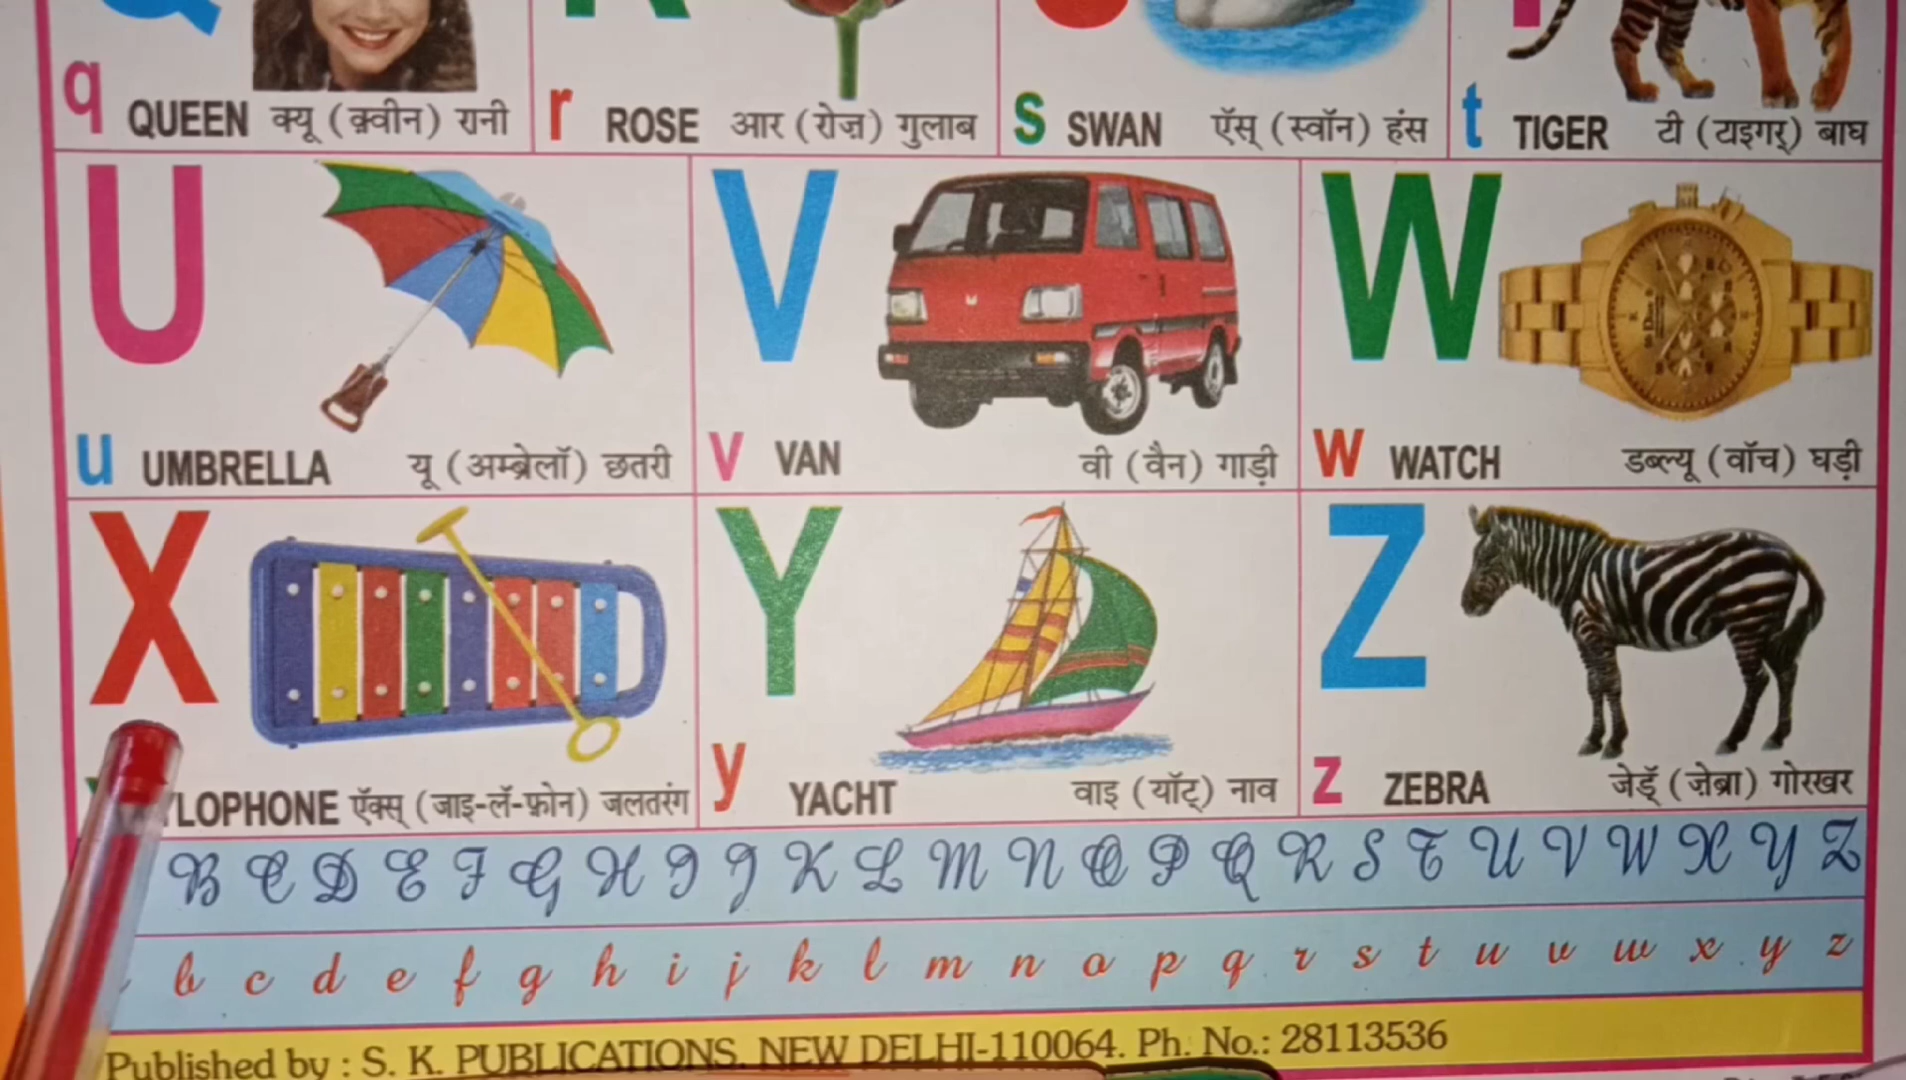 q QUEEN क्यू (क़्वीन) रानी
r ROSE आर (रोज़) गुलाब
S SWAN ऍस् (स्वॉन) हंस
t TIGER टी (टाइगर्) बाघ
U
u UMBRELLA यू (अम्ब्रेलॉ) छतरी
V
v VAN वी (वैन) गाड़ी
W
w WATCH डब्ल्यू (वॉच) घड़ी
X
YLOPHONE ऍक्स् (जाइ-लॅ-फ़ोन) जलतरंग
Y
y YACHT वाइ (यॉट्) नाव
Z
z ZEBRA जेड्ॅ (ज़ेब्रा) गोरखर
B C D E F G H I J K L M N O P Q R S T U V W X Y Z
b c d e f g h i j k l m n o p q r s t u v w x y z
Published by : S. K. PUBLICATIONS. NEW DELHI-110064. Ph. No.: 28113536